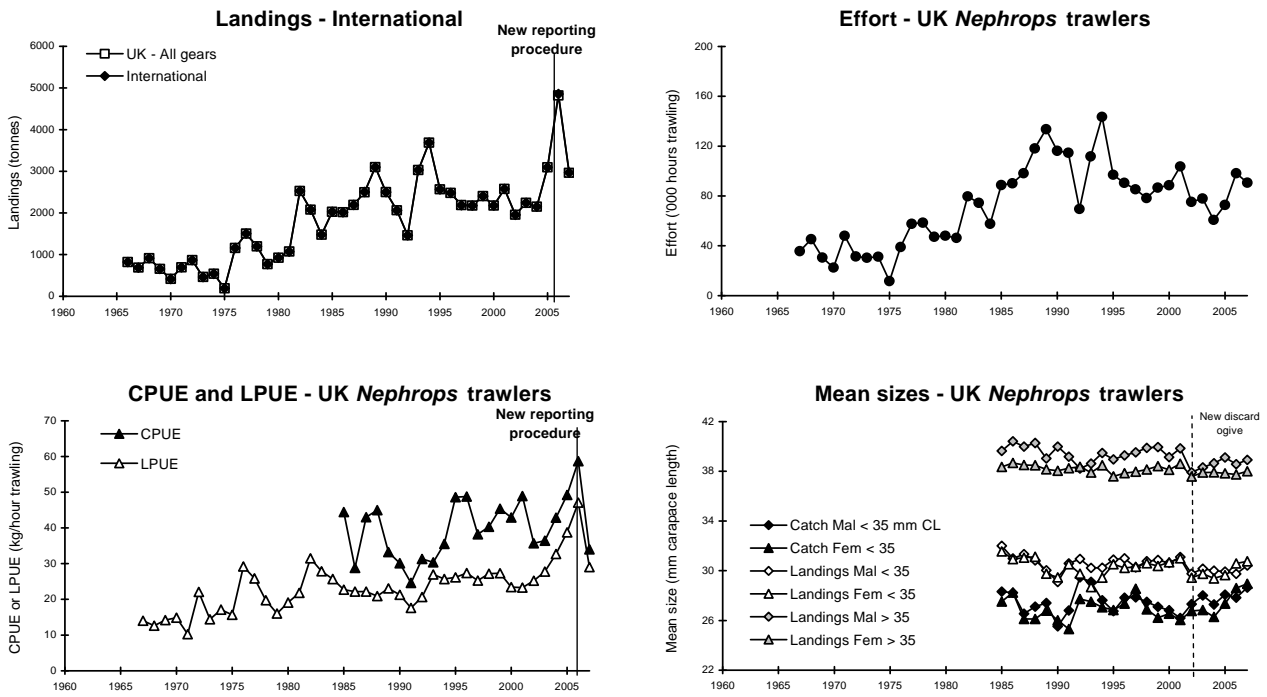 Landings - International
New reporting
procedure
Landings (tonnes)
6000
5000
4000
3000
2000
1000
0
UK - All gears
International
1960 1965 1970 1975 1980 1985 1990 1995 2000 2005
Effort - UK Nephrops trawlers
Effort ('000 hours trawling)
200
160
120
80
40
0
1960 1965 1970 1975 1980 1985 1990 1995 2000 2005
CPUE and LPUE - UK Nephrops trawlers
New reporting
procedure
CPUE or LPUE (kg/hour trawling)
70
60
50
40
30
20
10
0
CPUE
LPUE
1960 1965 1970 1975 1980 1985 1990 1995 2000 2005
Mean sizes - UK Nephrops trawlers
New discard
ogive
Mean size (mm carapace length)
42
38
34
30
26
22
Catch Mal < 35 mm CL
Catch Fem < 35
Landings Mal < 35
Landings Fem < 35
Landings Mal > 35
Landings Fem > 35
1960 1965 1970 1975 1980 1985 1990 1995 2000 2005